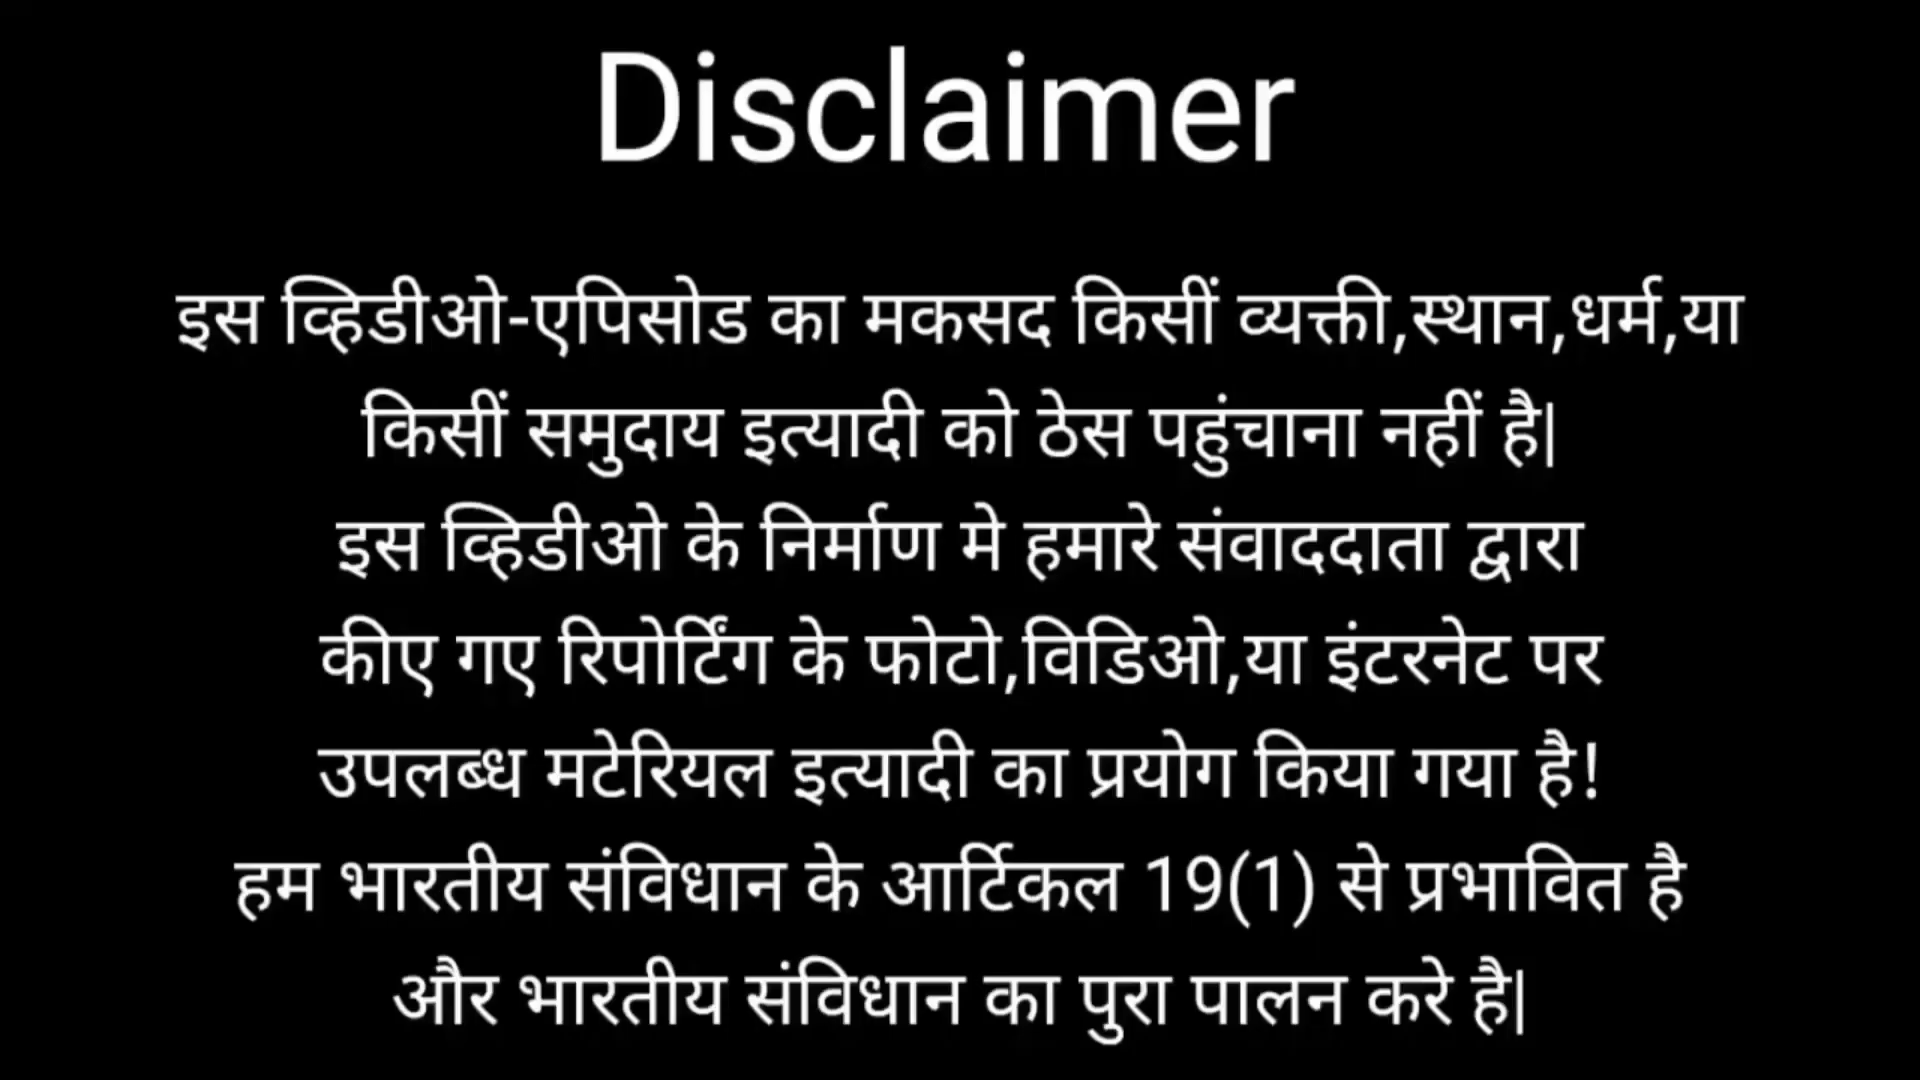 Disclaimer
इस व्हिडीओ-एपिसोड का मकसद किसीं व्यक्ती,स्थान,धर्म,या
किसीं समुदाय इत्यादी को ठेस पहुंचाना नहीं है|
इस व्हिडीओ के निर्माण मे हमारे संवाददाता द्वारा
कीए गए रिपोर्टिंग के फोटो,विडिओ,या इंटरनेट पर
उपलब्ध मटेरियल इत्यादी का प्रयोग किया गया है!
हम भारतीय संविधान के आर्टिकल 19(1) से प्रभावित है
और भारतीय संविधान का पुरा पालन करे है|